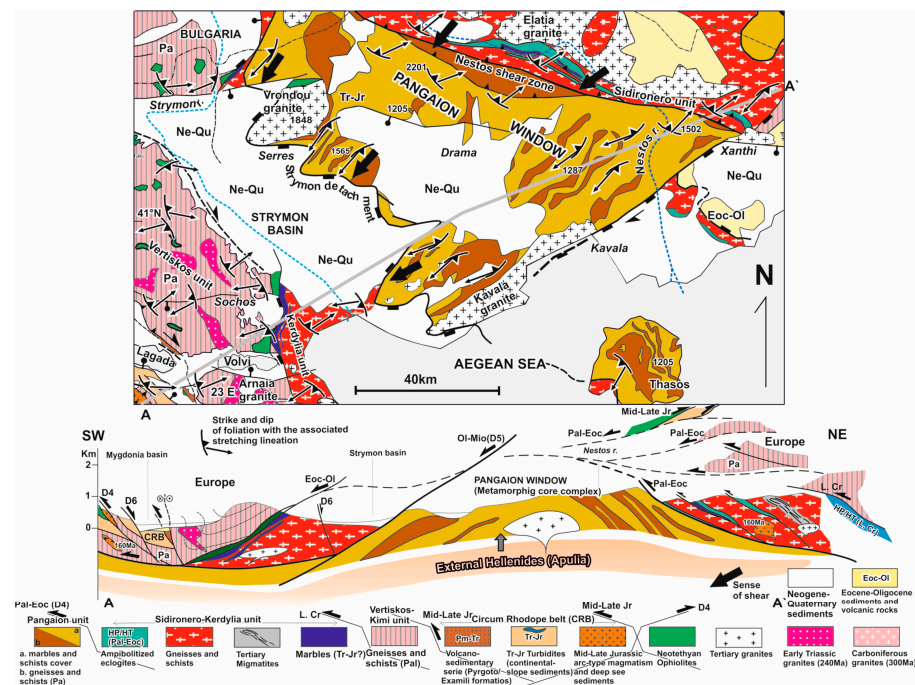 Pa
BULGARIA
Elatia
granite
Strymon r.
Vrondou
granite
1848
Tr-Jr
2201
1205
PANGAION
WINDOW
Nestos shear zone
Sidironero unit
A`
Ne-Qu
Serres
1565
Drama
Strymon detachment
Ne-Qu
1287
Nestos r.
1502
Xanthi
Ne-Qu
Eoc-Ol
Ne-Qu
41°N
STRYMON
BASIN
Ne-Qu
Vertiskos unit
Pa
Sochos
Kerdylia unit
Kavala
Kavala
granite
N
Lagada
Volvi
23 E
Arnaia
granite
AEGEAN SEA
40km
1205
Thasos
A
SW
Strike and dip
of foliation with the associated
stretching lineation
Mid-Late Jr
NE
Km
2
1
0
Mygdonia basin
Europe
Strymon basin
Ol-Mio(D5)
Pal-Eoc
Nestos r.
Europe
Pa
D4
D6
Eoc-Ol
D6
PANGAION WINDOW
(Metamorphig core complex)
Pal-Eoc
L. Cr
HP/HT (L. Cr)
160Ma
CRB
Pa
160Ma
External Hellenides (Apulia)
Sense of
shear
Neogene-
Quaternary
sediments
Eoc-Ol
Eocene-Oligocene
sediments and
volcanic rocks
A
A`
Pal-Eoc (D4)
Pangaion unit
a
b
a. marbles and
schists cover
b. gneisses and
schists (Pa)
Sidironero-Kerdylia unit
HP/HT
(Pal-Eoc)
Ampibolitized
eclogites
Gneisses and
schists
Tertiary
Migmatites
L. Cr
Marbles (Tr-Jr?)
Vertiskos-
Kimi unit
Gneisses and
schists (Pal)
Mid-Late Jr
Circum Rhodope belt (CRB)
Pm-Tr
Volcano-
sedimentary
serie (Pyrgoto/
Examili formatios)
Tr-Jr
Tr-Jr Turbidites
(continental-
slope sediments)
Mid-Late Jr
Mid-Late Jurassic
arc-type magmatism
and deep see
sediments
D4
Neotethyan
Ophiolites
Tertiary granites
Early Triassic
granites (240Ma)
Carboniferous
granites (300Ma)